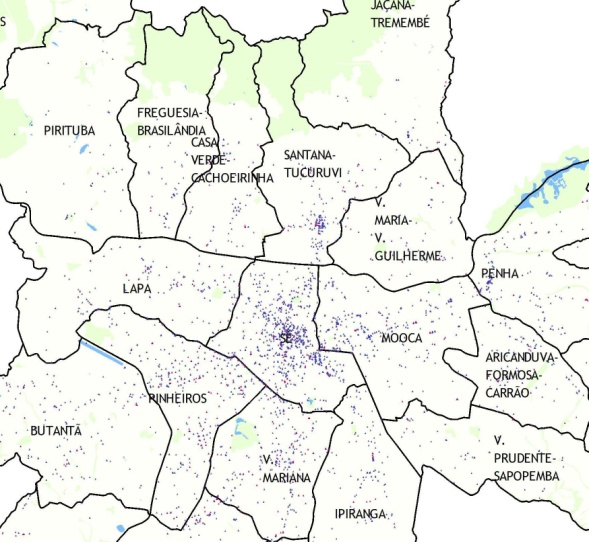 S
JAÇANÃ-
TREMEMBÉ
FREGUESIA-
BRASILÂNDIA
PIRITUBA
CASA
VERDE-
CACHOEIRINHA
SANTANA-
TUCURUVI
V.
MARIA-
V.
GUILHERME
PENHA
LAPA
SÉ
MOOCA
ARICANDUVA-
FORMOSA-
CARRÃO
PINHEIROS
BUTANTÃ
V.
MARIANA
V.
PRUDENTE-
SAPOPEMBA
IPIRANGA